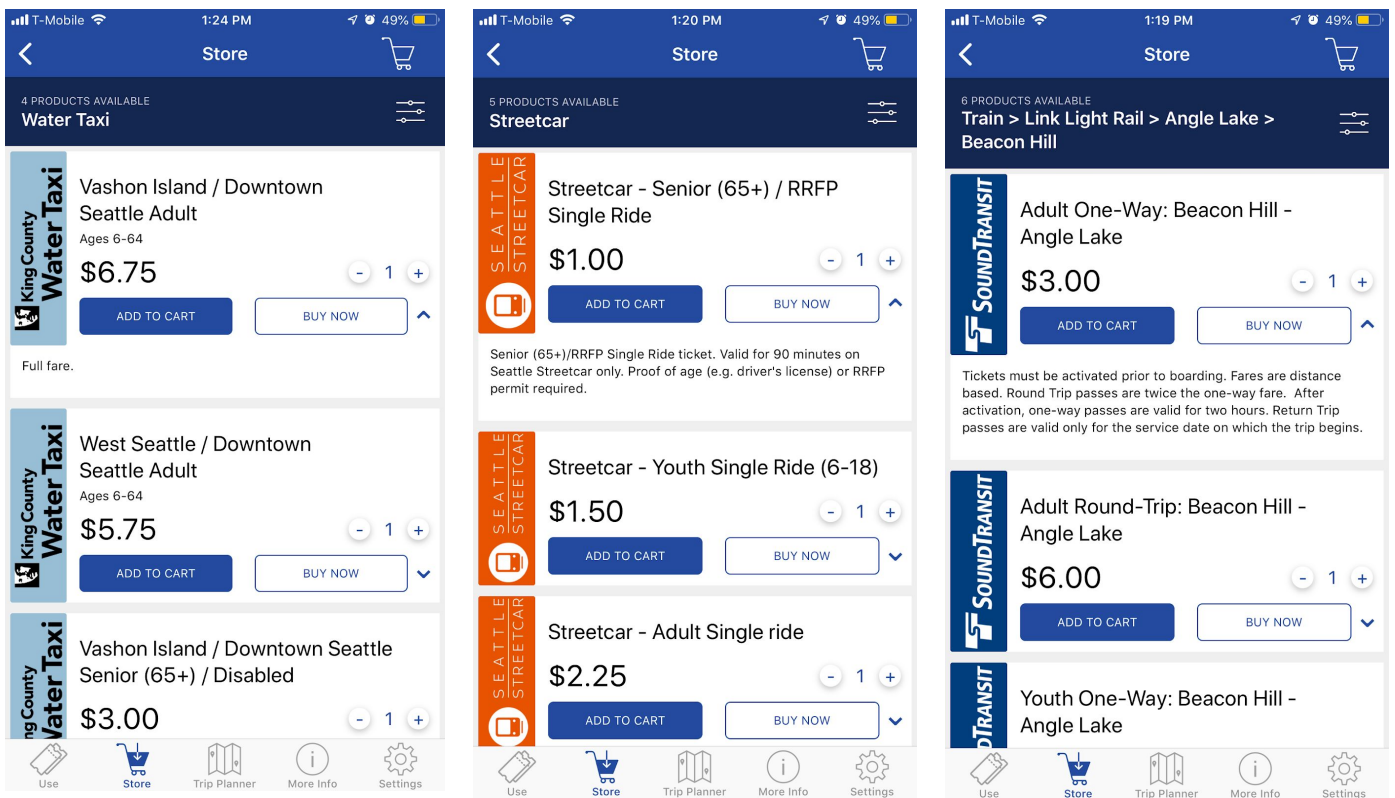 T-Mobile 1:24 PM 49%
Store
4 PRODUCTS AVAILABLE
Water Taxi
King County
Water Taxi
Vashon Island / Downtown
Seattle Adult
Ages 6-64
$6.75
- 1 +
ADD TO CART BUY NOW
Full fare.
King County
Water Taxi
West Seattle / Downtown
Seattle Adult
Ages 6-64
$5.75
- 1 +
ADD TO CART BUY NOW
ng County
Water Taxi
Vashon Island / Downtown Seattle
Senior (65+) / Disabled
$3.00
- 1 +
Use Store Trip Planner More Info Settings
T-Mobile 1:20 PM 49%
Store
5 PRODUCTS AVAILABLE
Streetcar
SEATTLE
STREETCAR
Streetcar - Senior (65+) / RRFP
Single Ride
$1.00
- 1 +
ADD TO CART BUY NOW
Senior (65+)/RRFP Single Ride ticket. Valid for 90 minutes on
Seattle Streetcar only. Proof of age (e.g. driver's license) or RRFP
permit required.
SEATTLE
STREETCAR
Streetcar - Youth Single Ride (6-18)
$1.50
- 1 +
ADD TO CART BUY NOW
SEATTLE
STREETCAR
Streetcar - Adult Single ride
$2.25
- 1 +
ADD TO CART BUY NOW
Use Store Trip Planner More Info Settings
T-Mobile 1:19 PM 49%
Store
6 PRODUCTS AVAILABLE
Train > Link Light Rail > Angle Lake >
Beacon Hill
SOUNDTRANSIT
Adult One-Way: Beacon Hill -
Angle Lake
$3.00
- 1 +
ADD TO CART BUY NOW
Tickets must be activated prior to boarding. Fares are distance
based. Round Trip passes are twice the one-way fare. After
activation, one-way passes are valid for two hours. Return Trip
passes are valid only for the service date on which the trip begins.
SOUNDTRANSIT
Adult Round-Trip: Beacon Hill -
Angle Lake
$6.00
- 1 +
ADD TO CART BUY NOW
DTRANSIT
Youth One-Way: Beacon Hill -
Angle Lake
Use Store Trip Planner More Info Settings